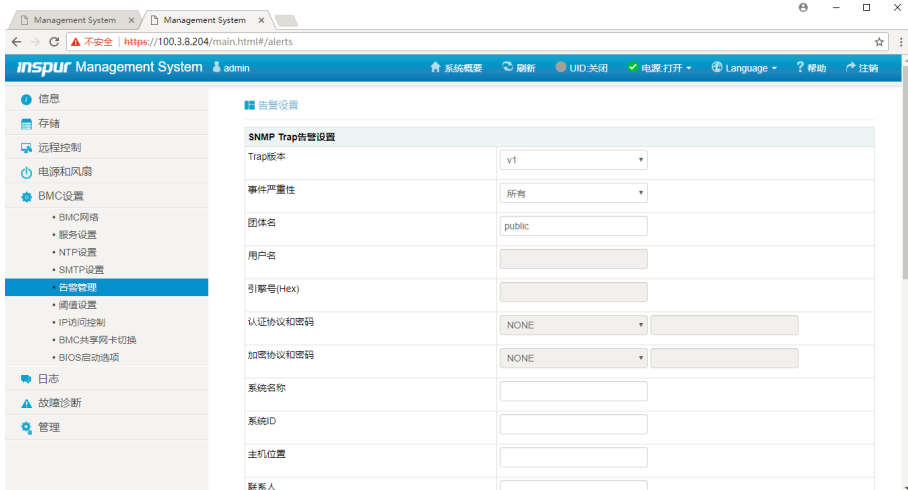 Management System
Management System
不安全 | https://100.3.8.204/main.html#/alerts
inspur Management System admin
系统概要 刷新 UID:关闭 电源:打开 Language 帮助 注销
信息
存储
远程控制
电源和风扇
BMC设置
• BMC网络
• 服务设置
• NTP设置
• SMTP设置
• 告警管理
• 阈值设置
• IP访问控制
• BMC共享网卡切换
• BIOS启动选项
日志
故障诊断
管理
告警设置
SNMP Trap告警设置
Trap版本 v1
事件严重性 所有
团体名 public
用户名
引擎号(Hex)
认证协议和密码 NONE
加密协议和密码 NONE
系统名称
系统ID
主机位置
联系人